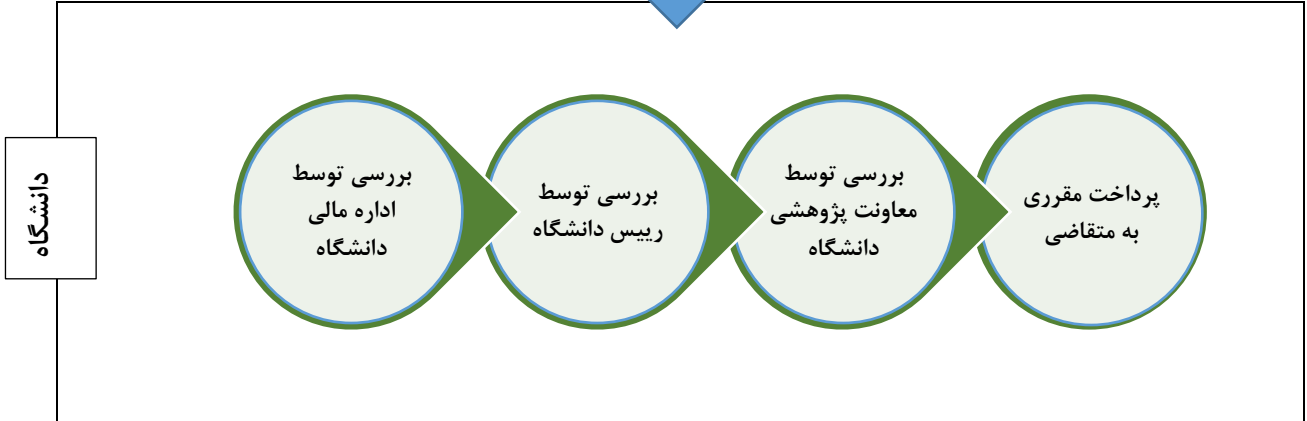 دانشگاه
بررسی توسط
اداره مالی
دانشگاه
بررسی توسط
رییس دانشگاه
بررسی توسط
معاونت پژوهشی
دانشگاه
پرداخت مقرری
به متقاضی